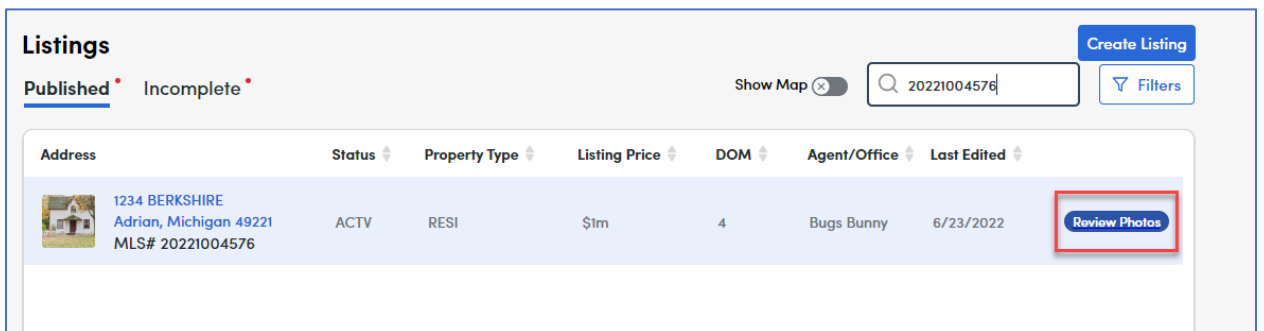 Listings
Create Listing
Published Incomplete
Show Map 20221004576 Filters
Address Status Property Type Listing Price DOM Agent/Office Last Edited
1234 BERKSHIRE
Adrian, Michigan 49221 ACTV RESI $1m 4 Bugs Bunny 6/23/2022 Review Photos
MLS# 20221004576